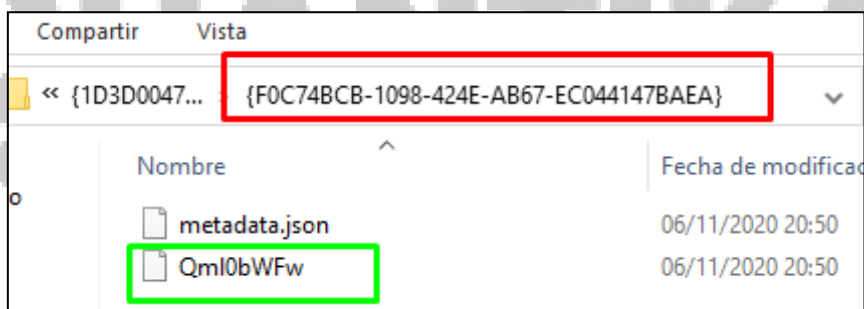 Compartir Vista
« {1D3D0047... {F0C74BCB-1098-424E-AB67-EC044147BAEA}
Nombre Fecha de modificac
o
metadata.json 06/11/2020 20:50
QmI0bWFw 06/11/2020 20:50